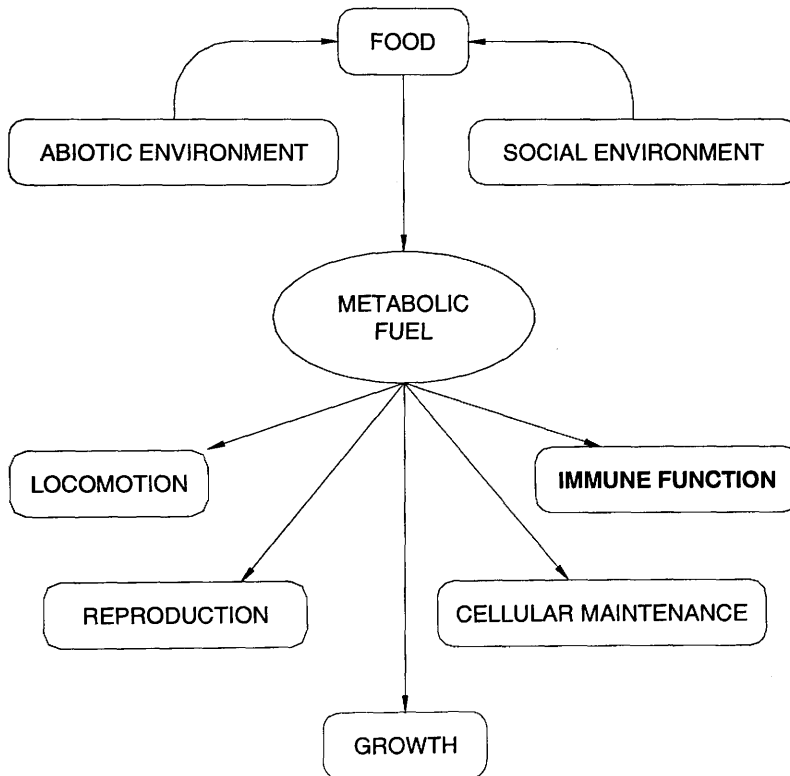 FOOD
ABIOTIC ENVIRONMENT
SOCIAL ENVIRONMENT
METABOLIC
FUEL
LOCOMOTION
IMMUNE FUNCTION
REPRODUCTION
CELLULAR MAINTENANCE
GROWTH